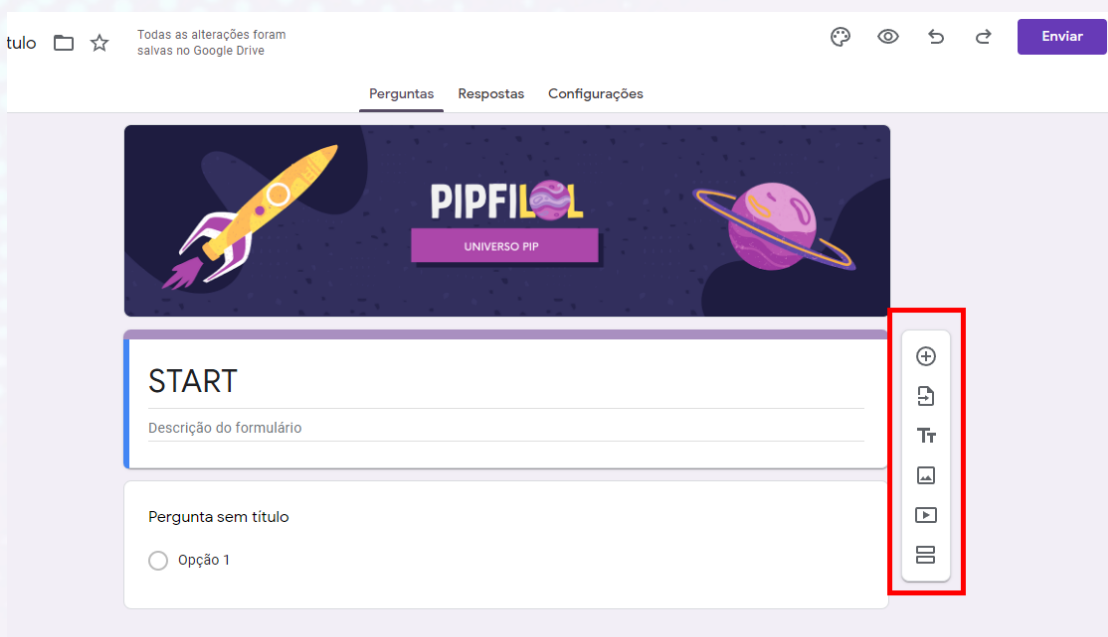 tulo
Todas as alterações foram
salvas no Google Drive
Enviar
Perguntas Respostas Configurações
PIPFILOL
UNIVERSO PIP
START
Descrição do formulário
Tт
Pergunta sem título
Opção 1